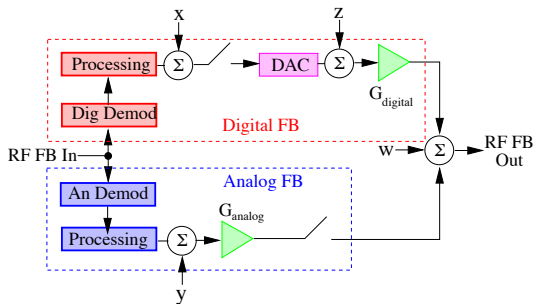 x
z
Processing
Σ
DAC
Σ
G_digital
Dig Demod
Digital FB
RF FB In
w
Σ
RF FB
Out
An Demod
Analog FB
G_analog
Processing
Σ
y